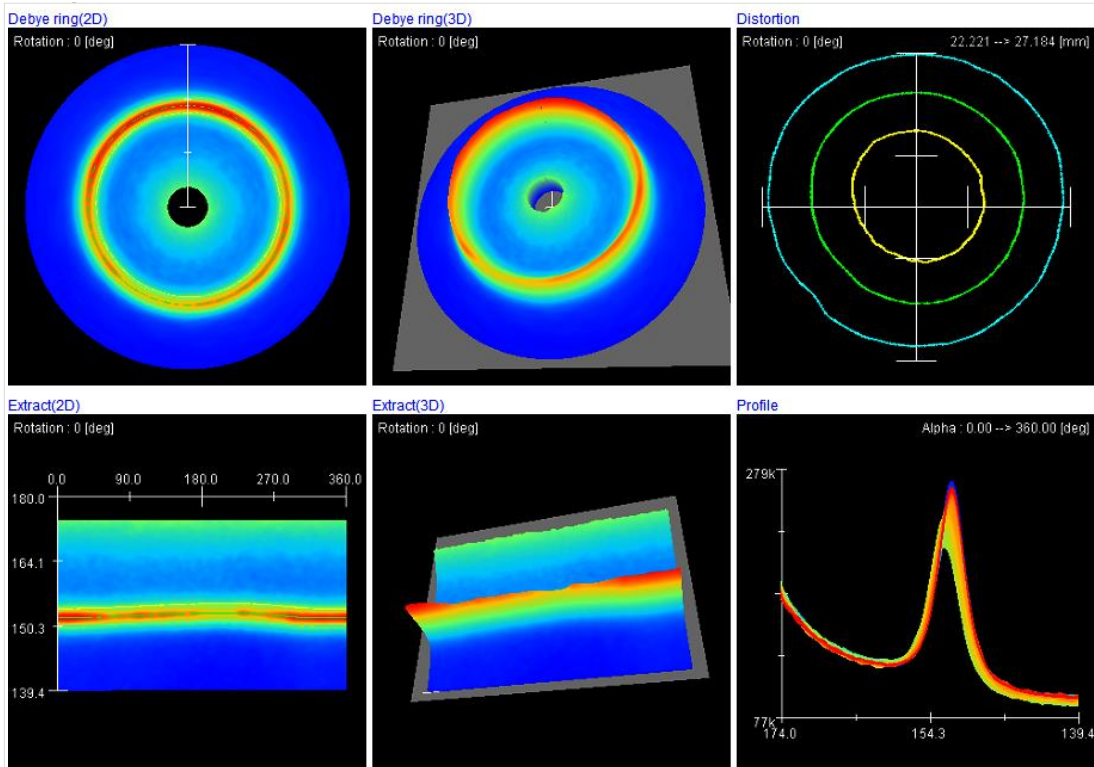 Debye ring(2D)
Rotation : 0 [deg]
Debye ring(3D)
Rotation : 0 [deg]
Distortion
Rotation : 0 [deg] 22.221 --> 27.184 [mm]
Extract(2D)
Rotation : 0 [deg]
0.0 90.0 180.0 270.0 360.0
180.0
164.1
150.3
139.4
Extract(3D)
Rotation : 0 [deg]
Profile
Alpha : 0.00 --> 360.00 [deg]
279k
77k
174.0 154.3 139.4